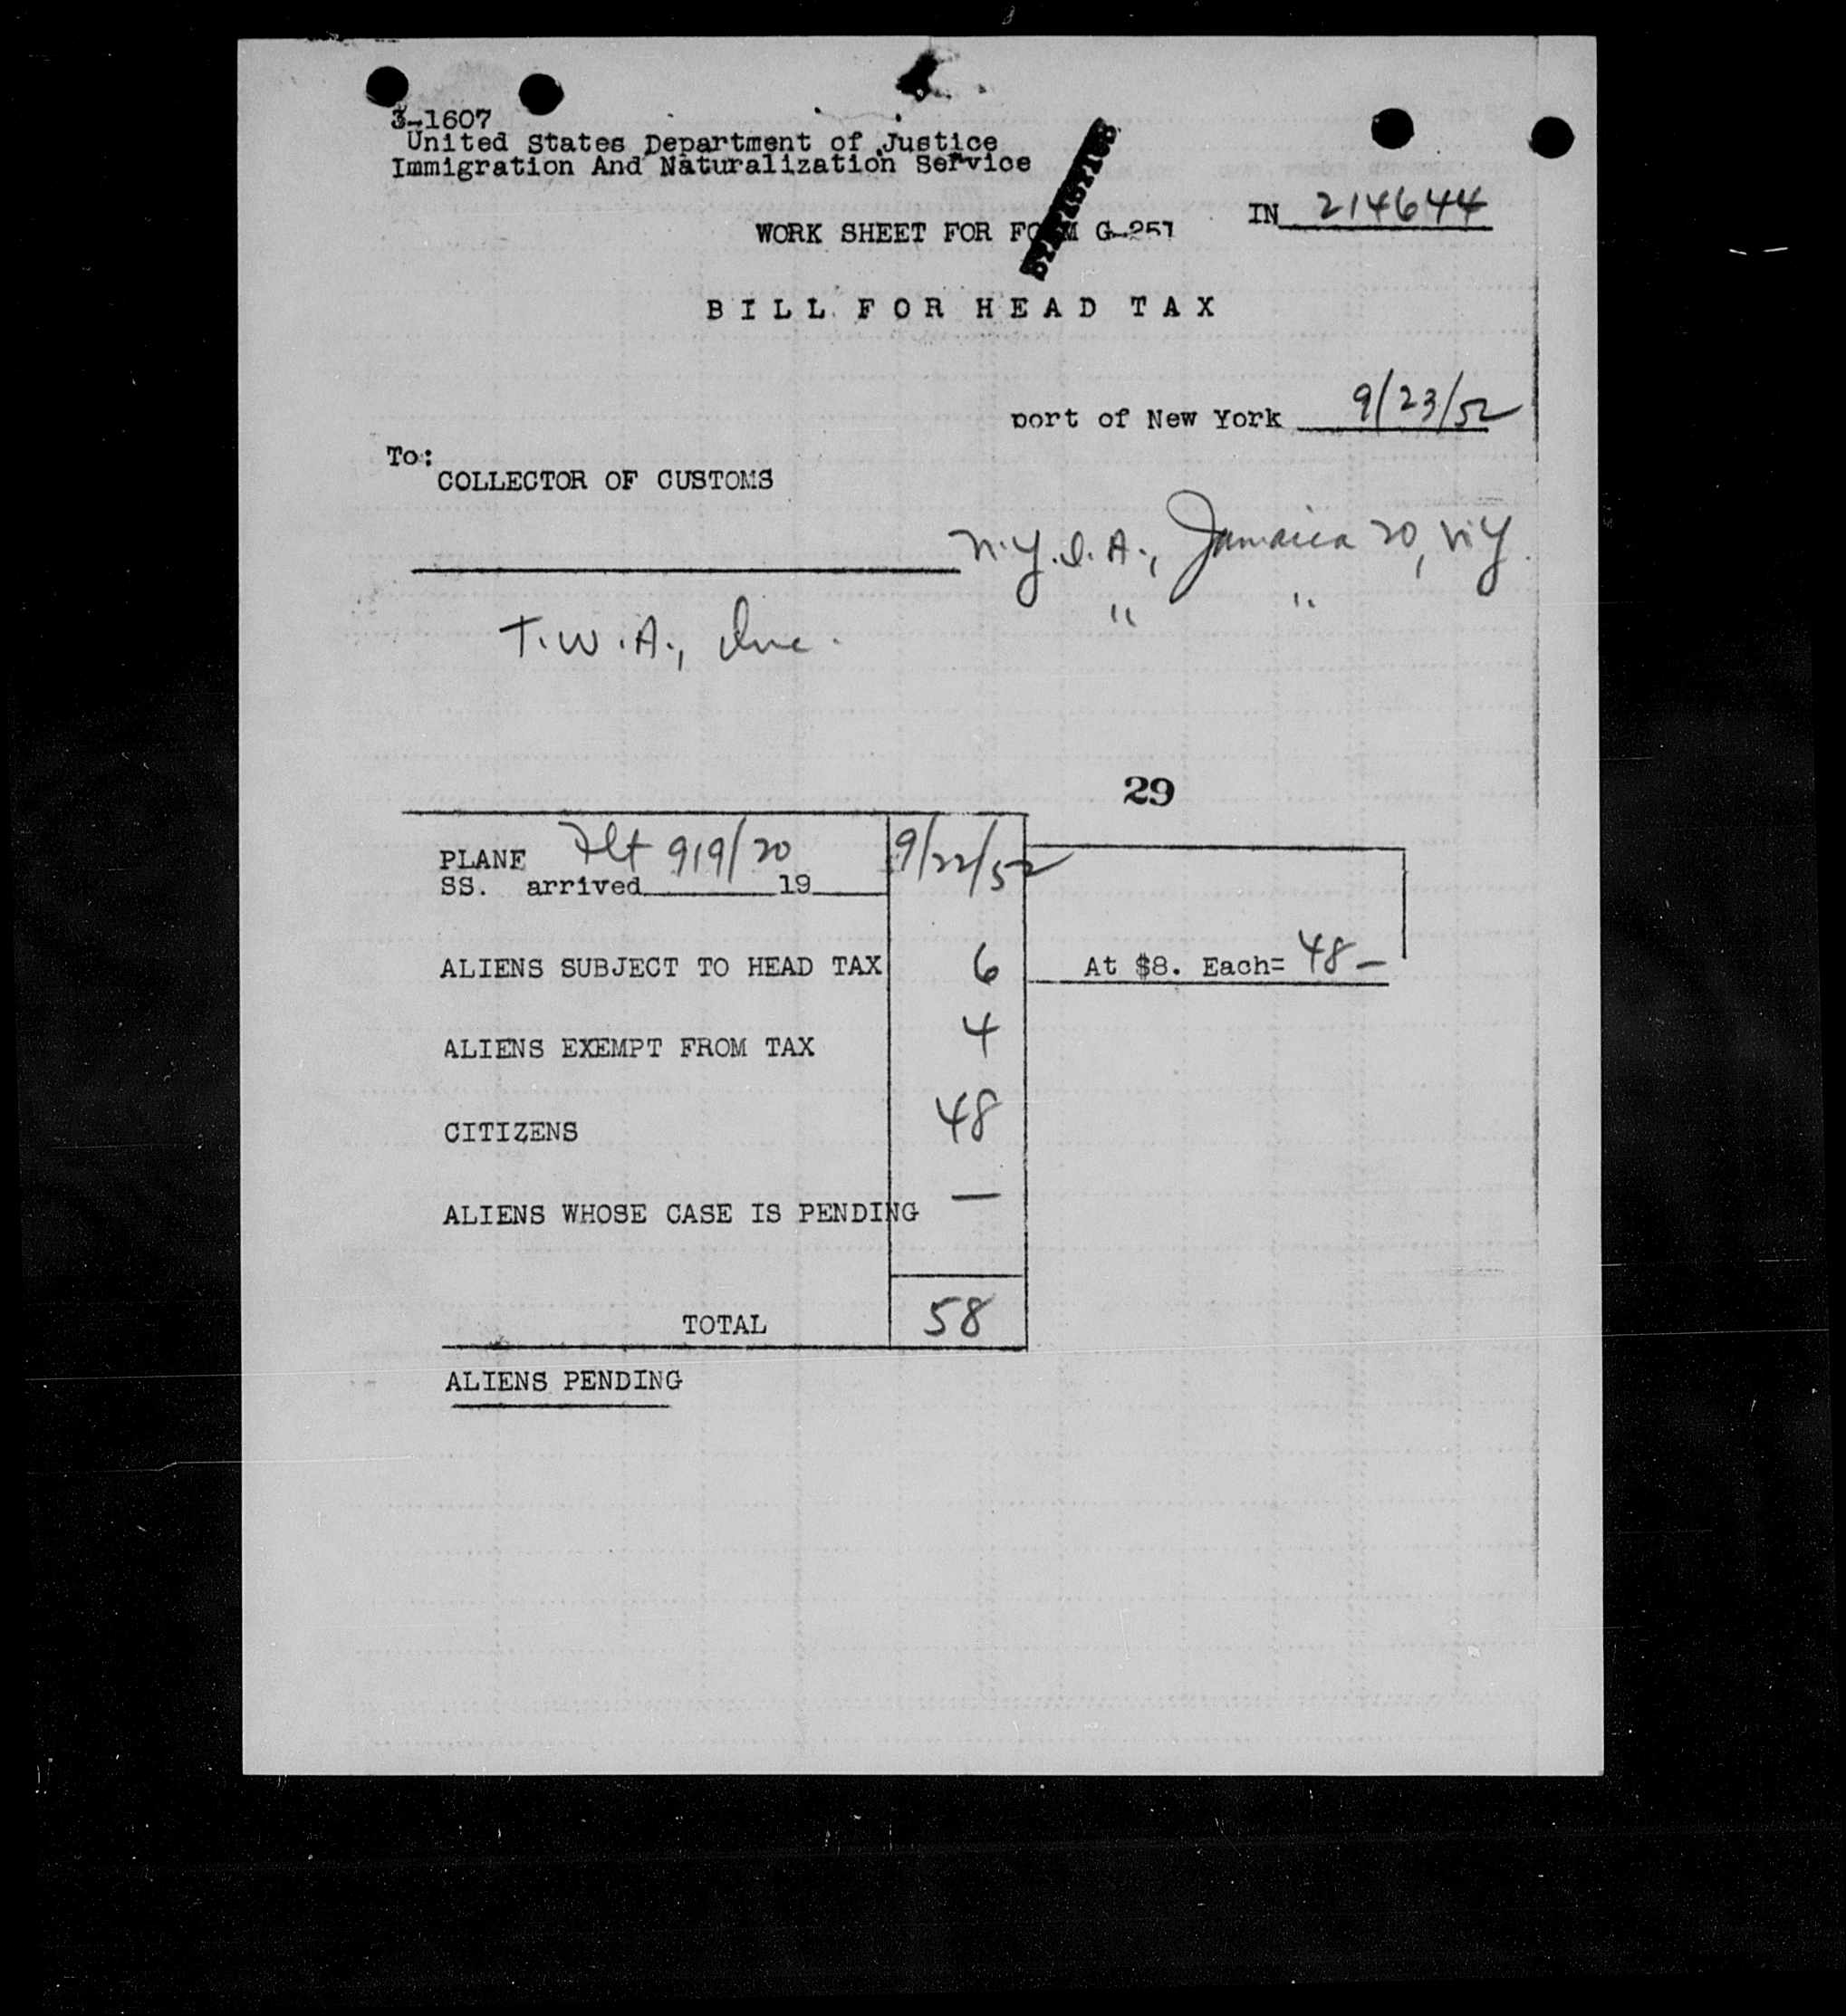 3-1607
United States Department of Justice
Immigration And Naturalization Service
IN 214644
WORK SHEET FOR FORM G-251
BILL FOR HEAD TAX
port of New York 9/23/52
To:
COLLECTOR OF CUSTOMS
N.Y.I.A., Jamaica 20, N.Y.
T.W.A., Inc. " "
29
PLANE Flt 919/20 9/22/52
SS. arrived 19
ALIENS SUBJECT TO HEAD TAX 6 At $8. Each= 48 —
ALIENS EXEMPT FROM TAX 4
CITIZENS 48
ALIENS WHOSE CASE IS PENDING —
TOTAL 58
ALIENS PENDING